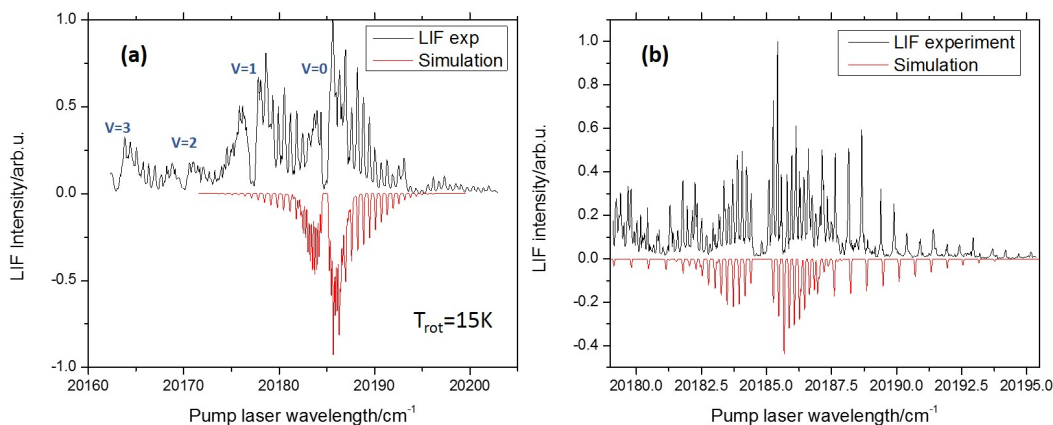 (a)
LIF exp
Simulation
V=3
V=2
V=1
V=0
T_rot=15K
1.0
0.5
0.0
-0.5
-1.0
LIF Intensity/arb.u.
20160 20170 20180 20190 20200
Pump laser wavelength/cm⁻¹
(b)
LIF experiment
Simulation
1.0
0.8
0.6
0.4
0.2
0.0
-0.2
-0.4
LIF intensity/arb.u.
20180.0 20182.5 20185.0 20187.5 20190.0 20192.5 20195.0
Pump laser wavelength/cm⁻¹